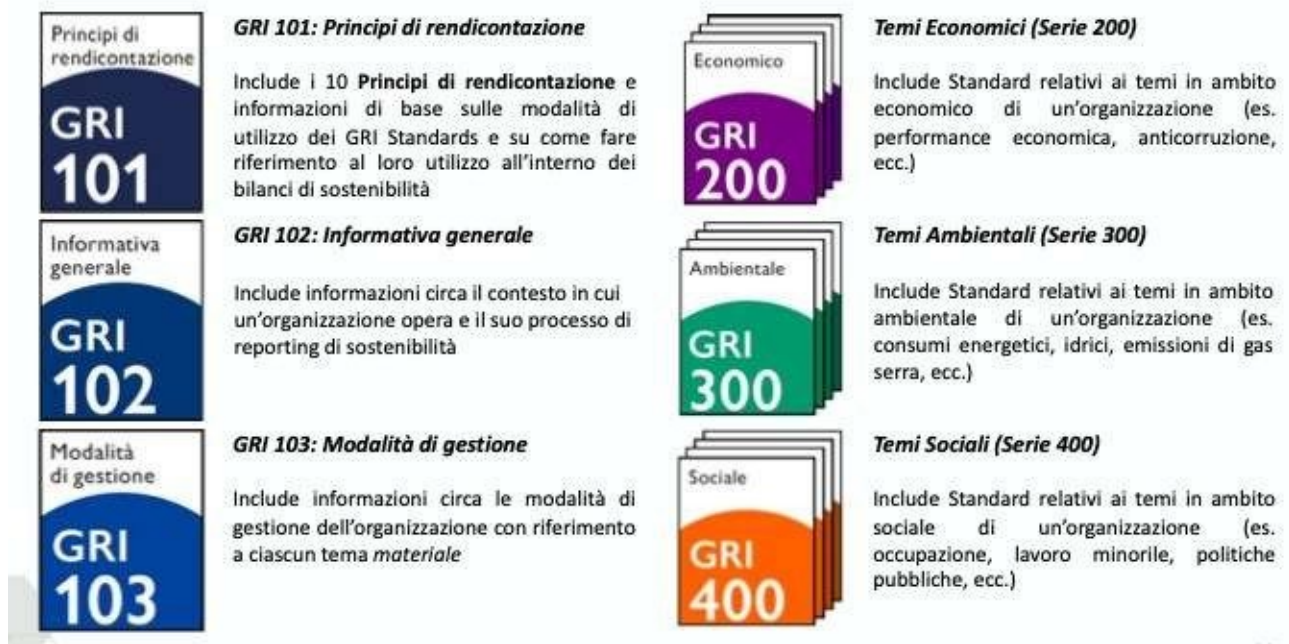 Principi di
rendicontazione
GRI
101
GRI 101: Principi di rendicontazione
Include i 10 Principi di rendicontazione e
informazioni di base sulle modalità di
utilizzo dei GRI Standards e su come fare
riferimento al loro utilizzo all'interno dei
bilanci di sostenibilità
Informativa
generale
GRI
102
GRI 102: Informativa generale
Include informazioni circa il contesto in cui
un'organizzazione opera e il suo processo di
reporting di sostenibilità
Modalità
di gestione
GRI
103
GRI 103: Modalità di gestione
Include informazioni circa le modalità di
gestione dell'organizzazione con riferimento
a ciascun tema materiale
Economico
GRI
200
Temi Economici (Serie 200)
Include Standard relativi ai temi in ambito
economico di un'organizzazione (es.
performance economica, anticorruzione,
ecc.)
Ambientale
GRI
300
Temi Ambientali (Serie 300)
Include Standard relativi ai temi in ambito
ambientale di un'organizzazione (es.
consumi energetici, idrici, emissioni di gas
serra, ecc.)
Sociale
GRI
400
Temi Sociali (Serie 400)
Include Standard relativi ai temi in ambito
sociale di un'organizzazione (es.
occupazione, lavoro minorile, politiche
pubbliche, ecc.)